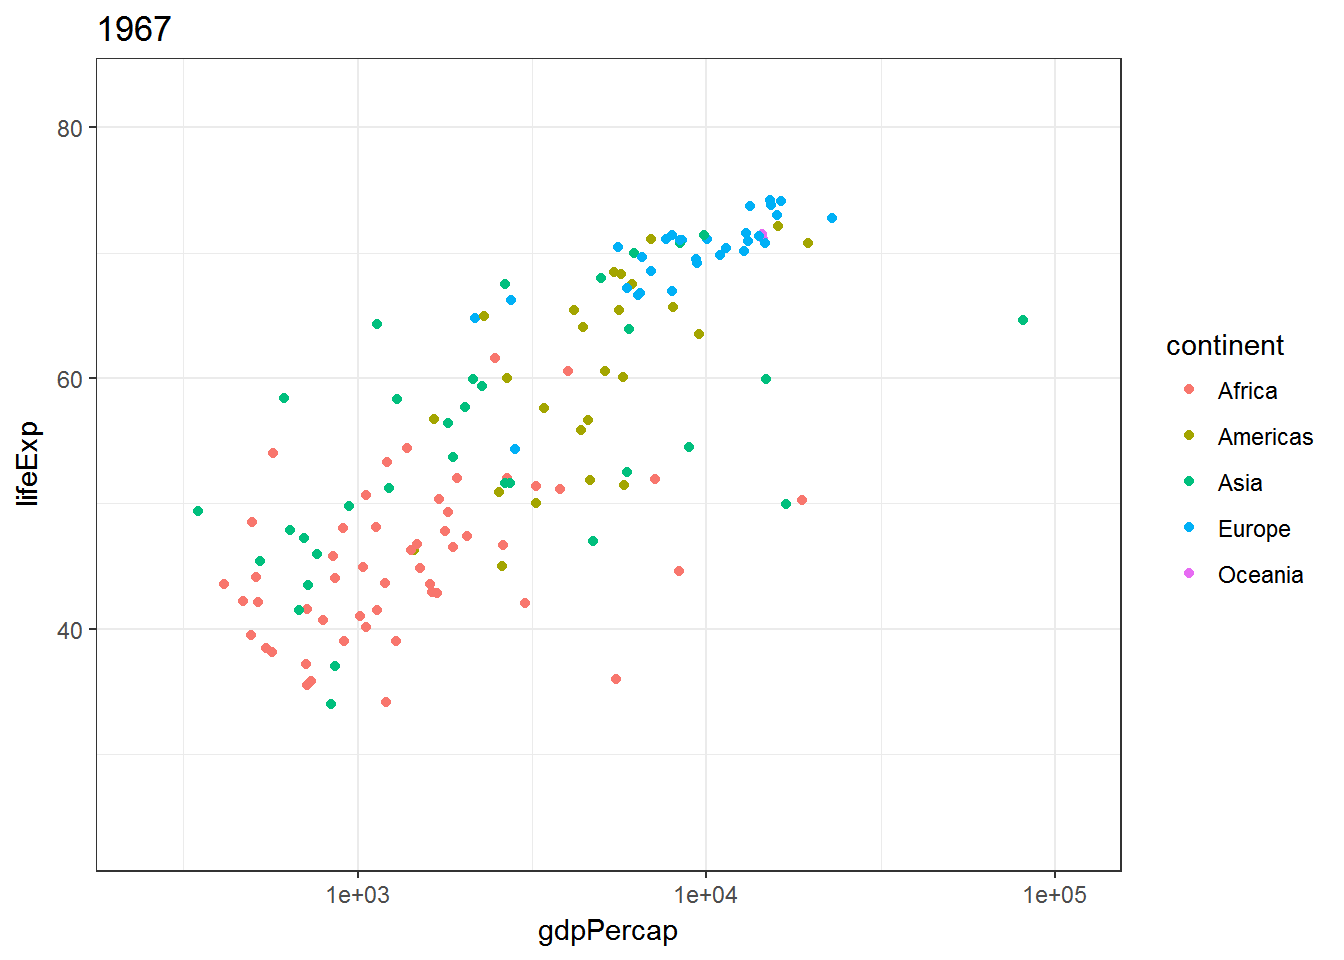 1967
80
60
40
lifeExp
1e+03
1e+04
1e+05
gdpPercap
continent
Africa
Americas
Asia
Europe
Oceania